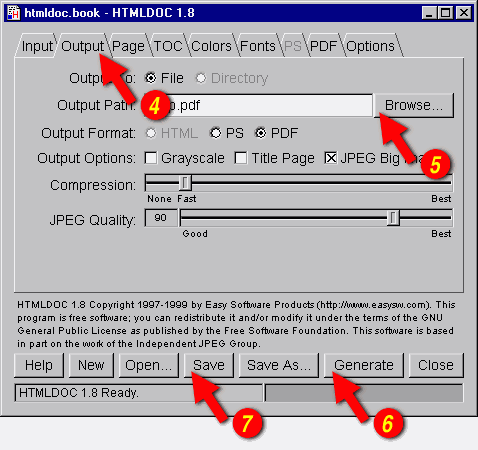 htmldoc.book - HTMLDOC 1.8
Input Output Page TOC Colors Fonts PS PDF Options
Output To: File Directory
4
Output Path: .pdf Browse...
5
Output Format: HTML PS PDF
Output Options: Grayscale Title Page JPEG Big
Compression:
None Fast Best
JPEG Quality: 90
Good Best
HTMLDOC 1.8 Copyright 1997-1999 by Easy Software Products (http://www.easysw.com). This
program is free software; you can redistribute it and/or modify it under the terms of the GNU
General Public License as published by the Free Software Foundation. This software is based
in part on the work of the Independent JPEG Group.
Help New Open... Save Save As... Generate Close
HTMLDOC 1.8 Ready.
7 6